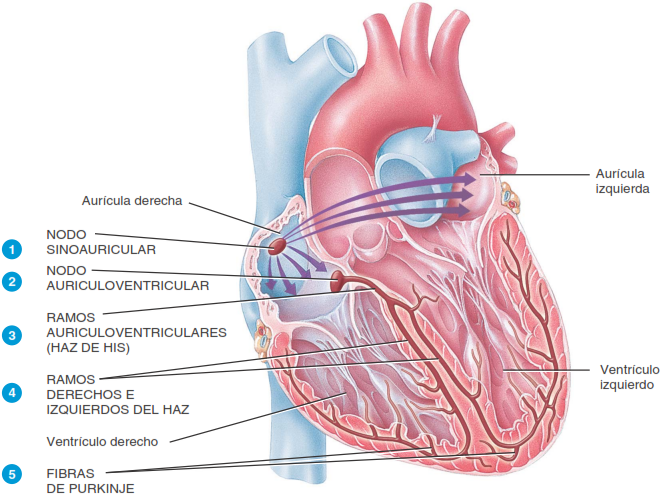 Aurícula
izquierda
Aurícula derecha
1 NODO
SINOAURICULAR
2 NODO
AURICULOVENTRICULAR
3 RAMOS
AURICULOVENTRICULARES
(HAZ DE HIS)
4 RAMOS
DERECHOS E
IZQUIERDOS DEL HAZ
Ventrículo
izquierdo
Ventrículo derecho
5 FIBRAS
DE PURKINJE